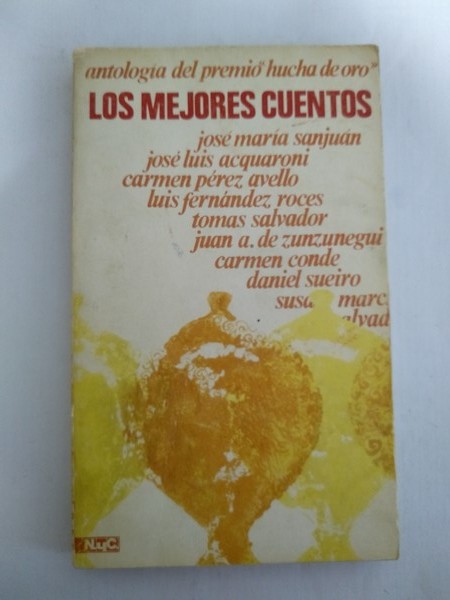 antología del premio "hucha de oro"
LOS MEJORES CUENTOS
josé maría sanjuán
josé luis acquaroni
carmen pérez avello
luis fernández roces
tomas salvador
juan a. de zunzunegui
carmen conde
daniel sueiro
marc
N.y.C.